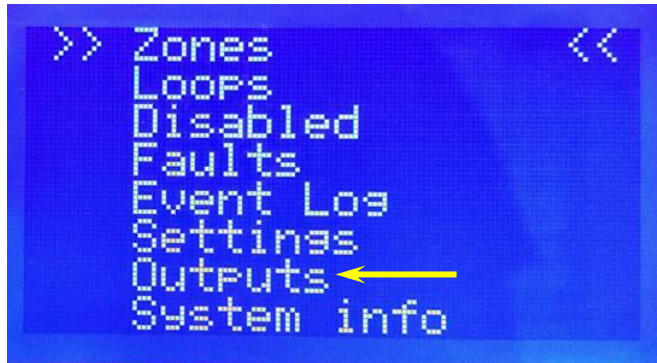 >> Zones <<
Loops
Disabled
Faults
Event Log
Settings
Outputs
System info